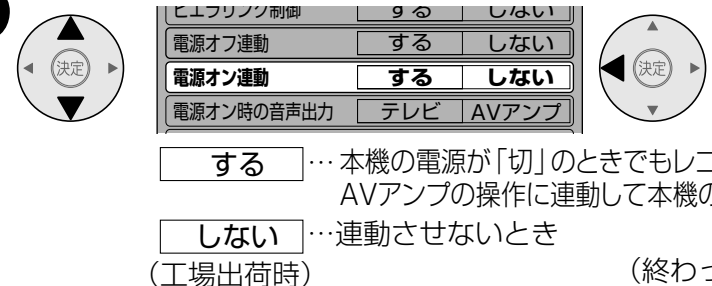 ビエラリンク制御 する しない
電源オフ連動 する しない
決定 電源オン連動 する しない 決定
電源オン時の音声出力 テレビ AVアンプ
する …本機の電源が「切」のときでもレコ
AVアンプの操作に連動して本機の
しない …連動させないとき
(工場出荷時) (終わっ